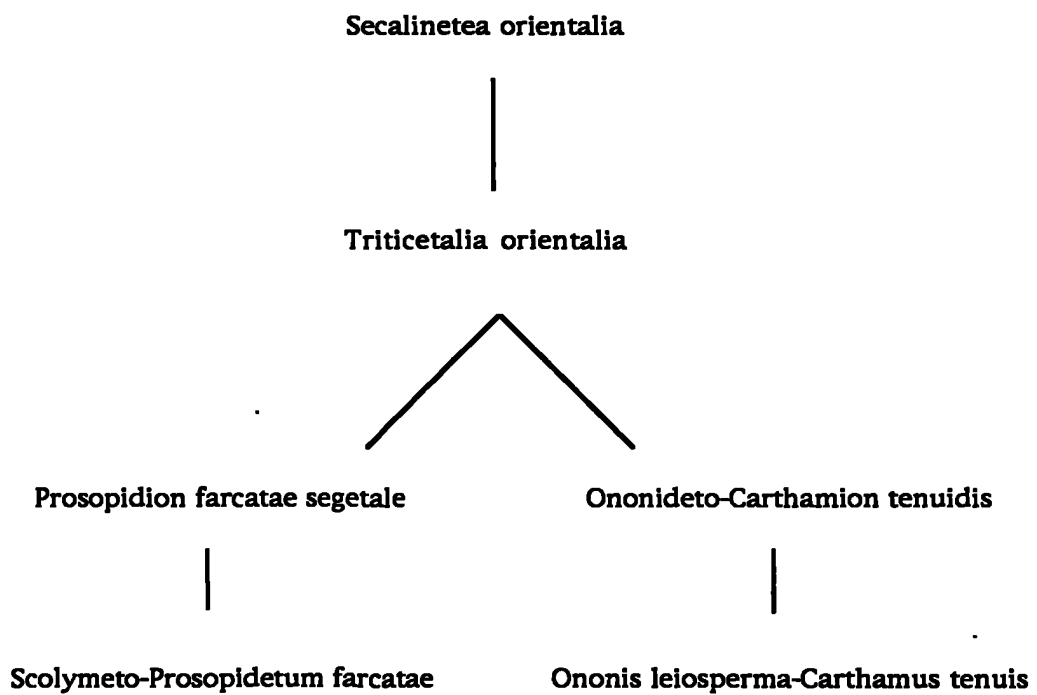 Secalinetea orientalia
Triticetalia orientalia
Prosopidion farcatae segetale
Ononideto-Carthamion tenuidis
Scolymeto-Prosopidetum farcatae
Ononis leiosperma-Carthamus tenuis